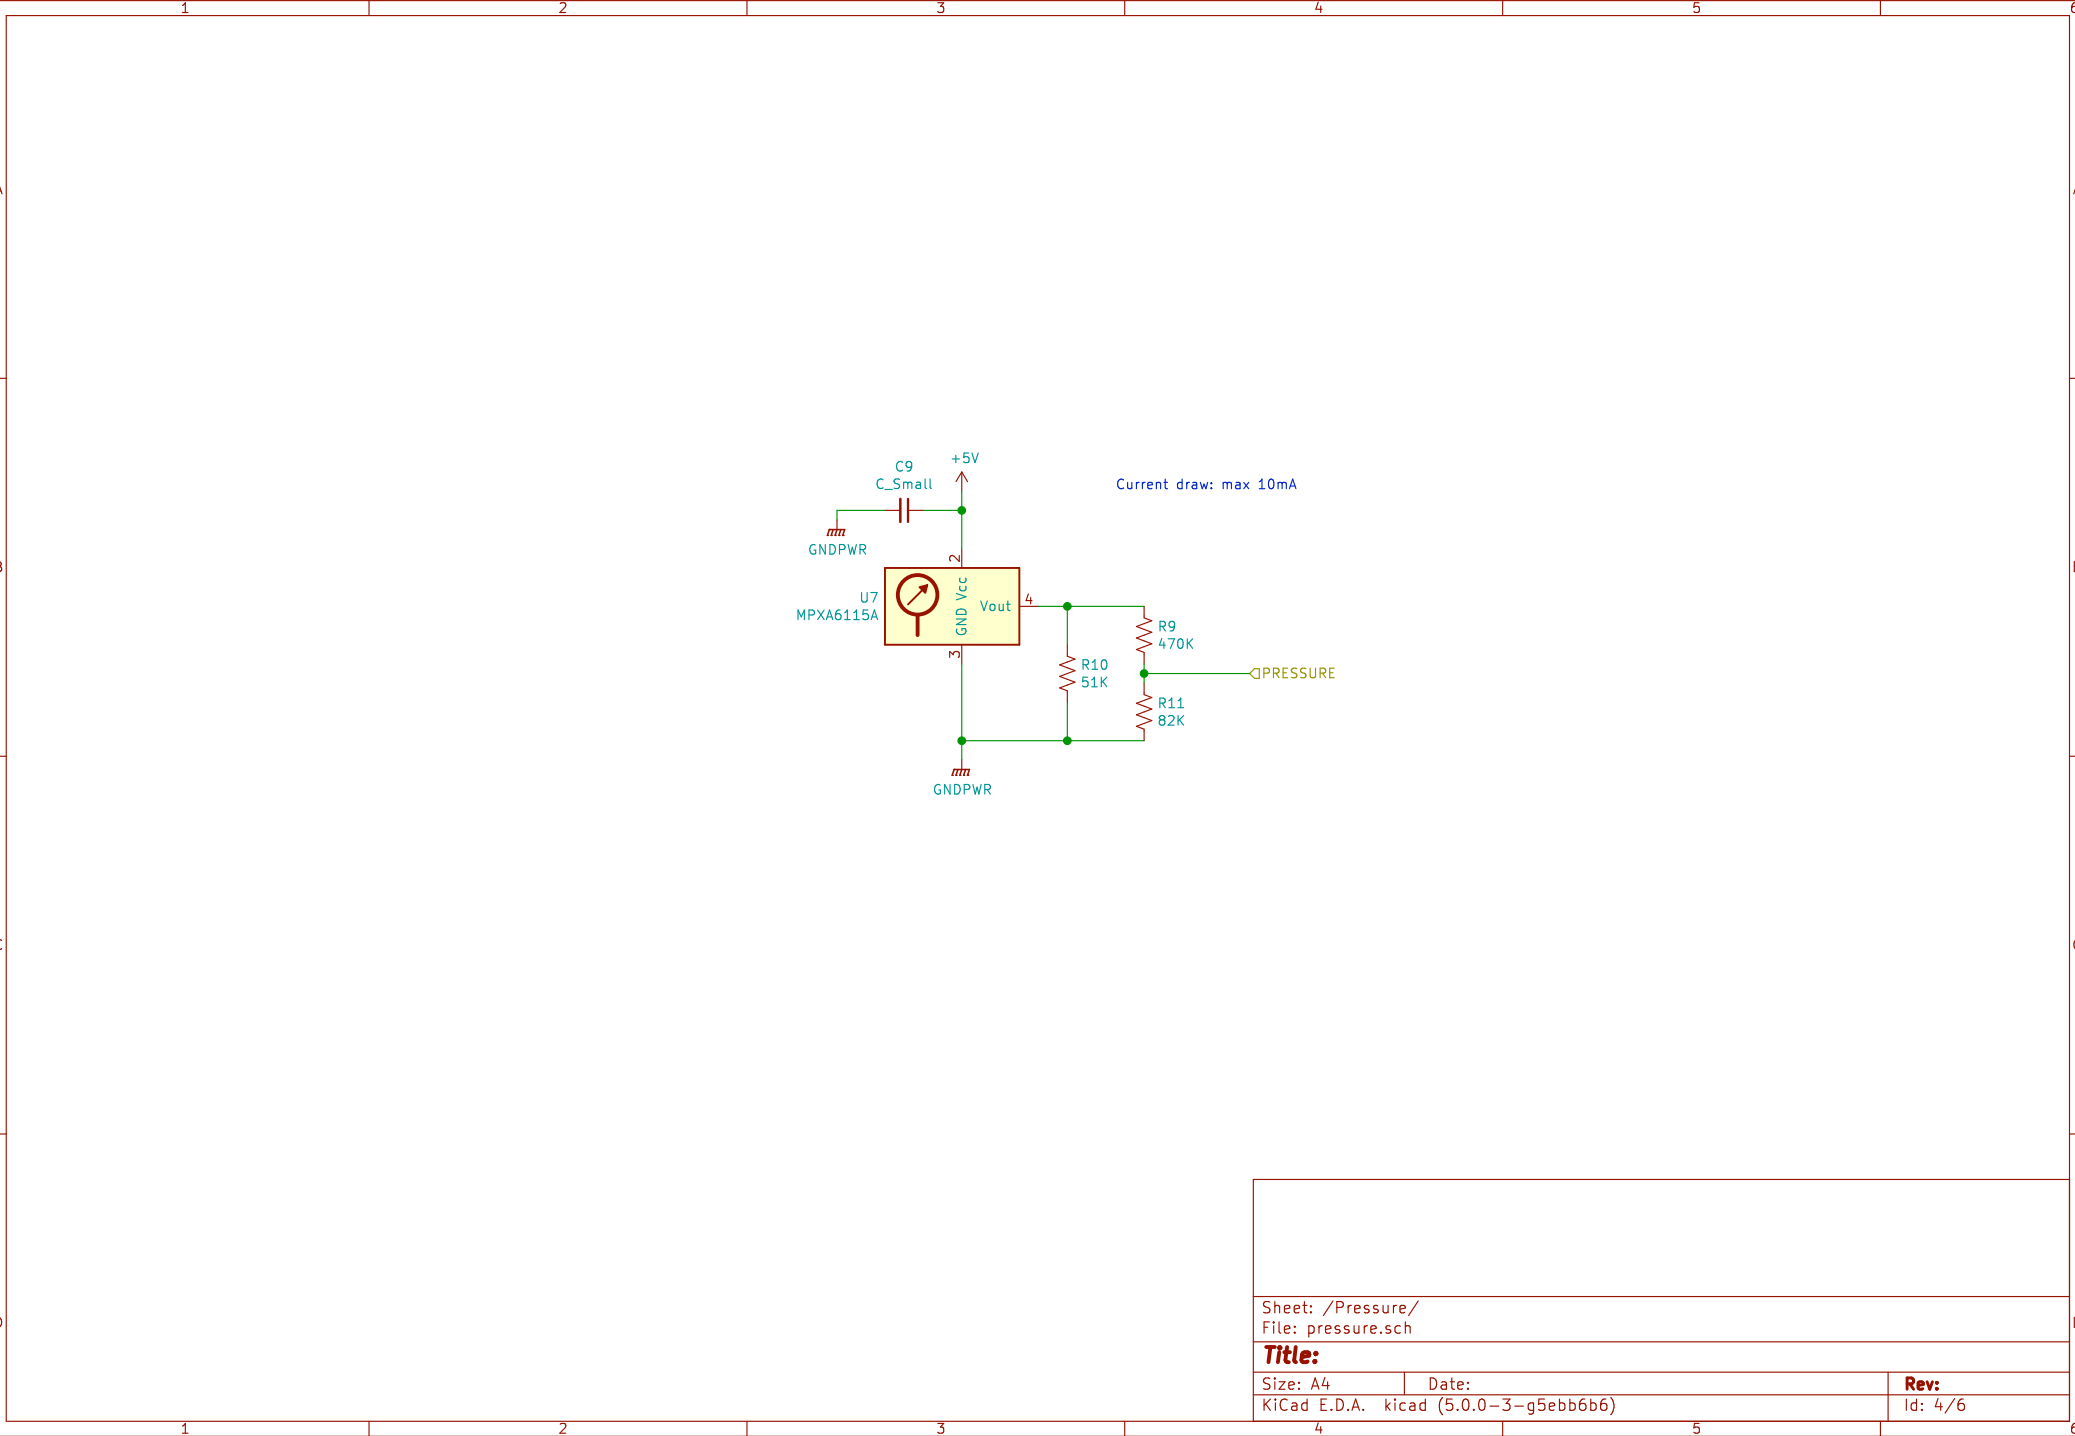 1 2 3 4 5 6
A A
+5V
C9
C_Small
Current draw: max 10mA
GNDPWR
2
U7
MPXA6115A
GND Vcc
Vout
4
3
R9
470K
R10
51K
PRESSURE
R11
82K
GNDPWR
Sheet: /Pressure/
File: pressure.sch
Title:
Size: A4
Date:
Rev:
KiCad E.D.A. kicad (5.0.0-3-g5ebb6b6)
Id: 4/6
1 2 3 4 5 6